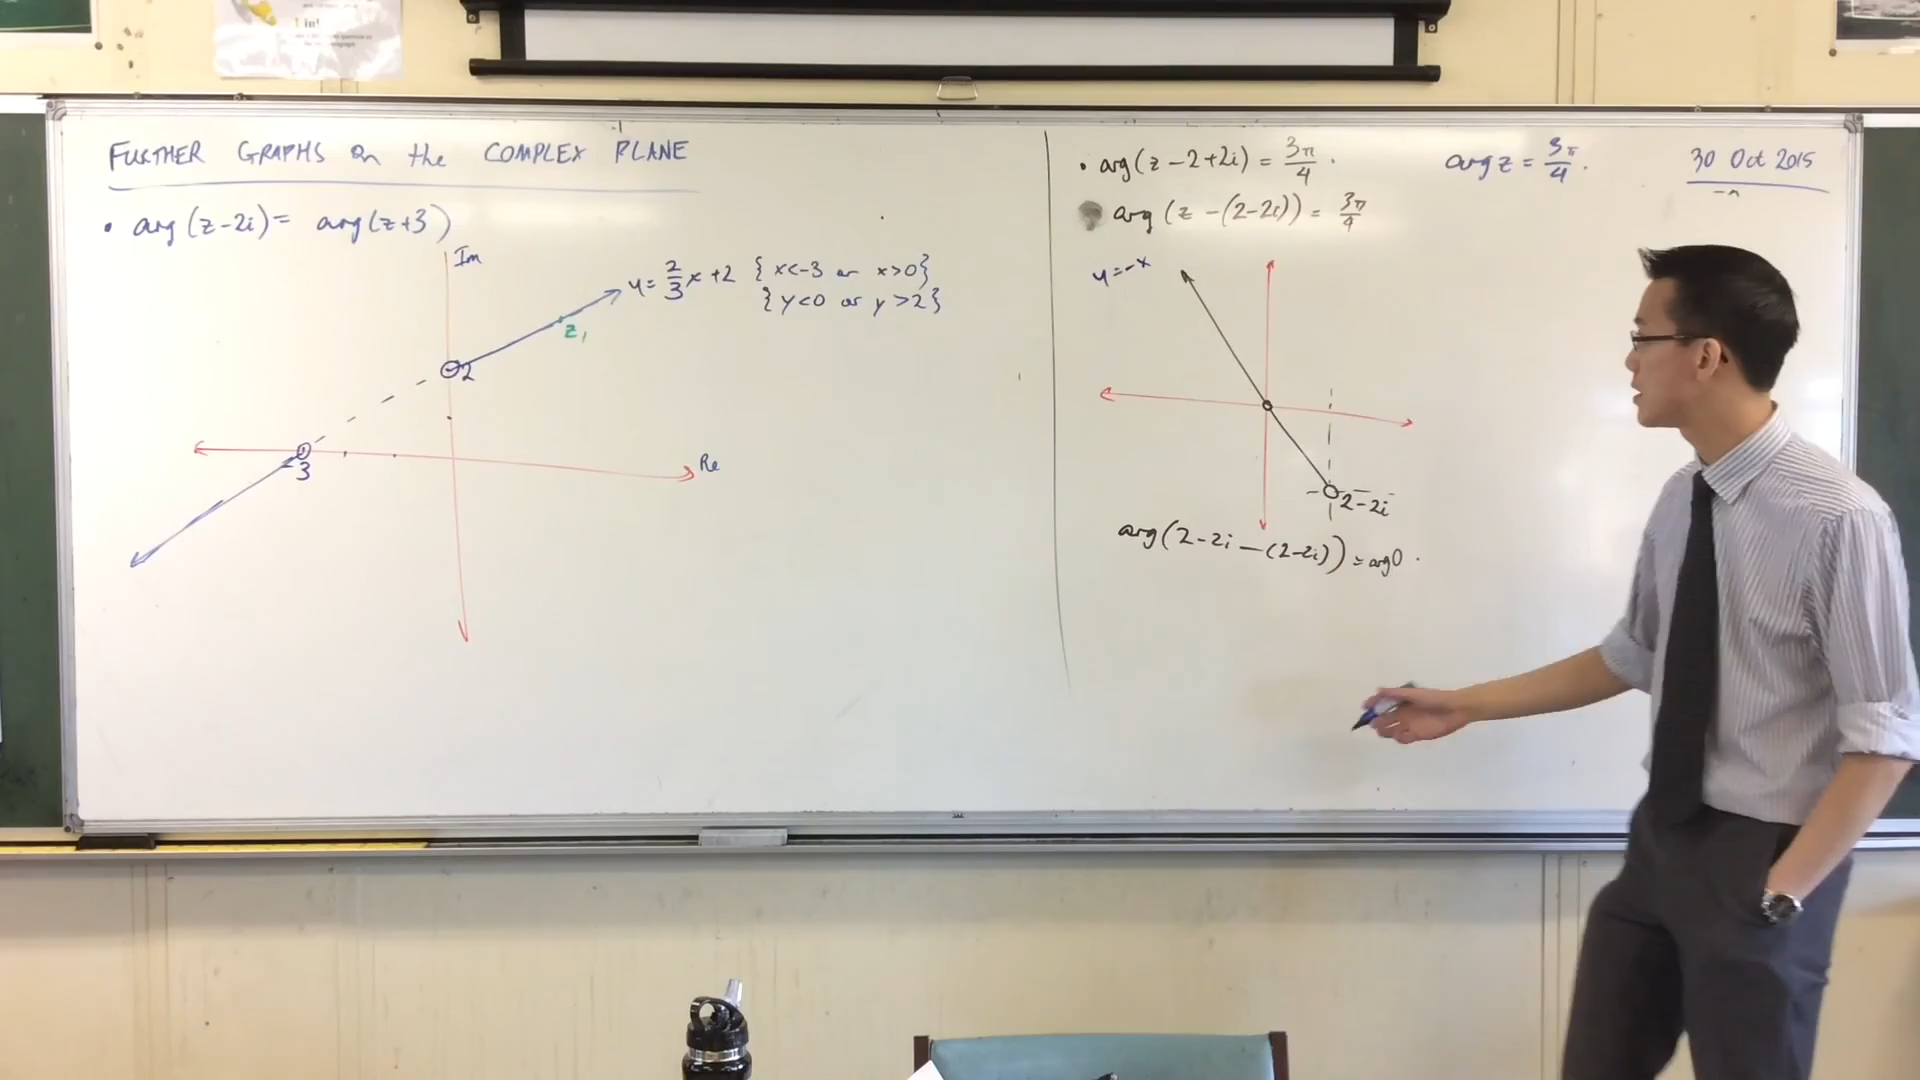 in!
FURTHER GRAPHS on the COMPLEX PLANE
• arg(z-2i) = arg(z+3)
Im
y = 2/3 x + 2 {x<-3 or x>0}
{y<0 or y>2}
z₁
2
-3
Re
• arg(z-2+2i) = 3π/4 .
arg(z-(2-2i)) = 3π/4
y=-x
2-2i
arg(2-2i-(2-2i)) = arg 0 .
arg z = 3π/4 .
30 Oct 2015